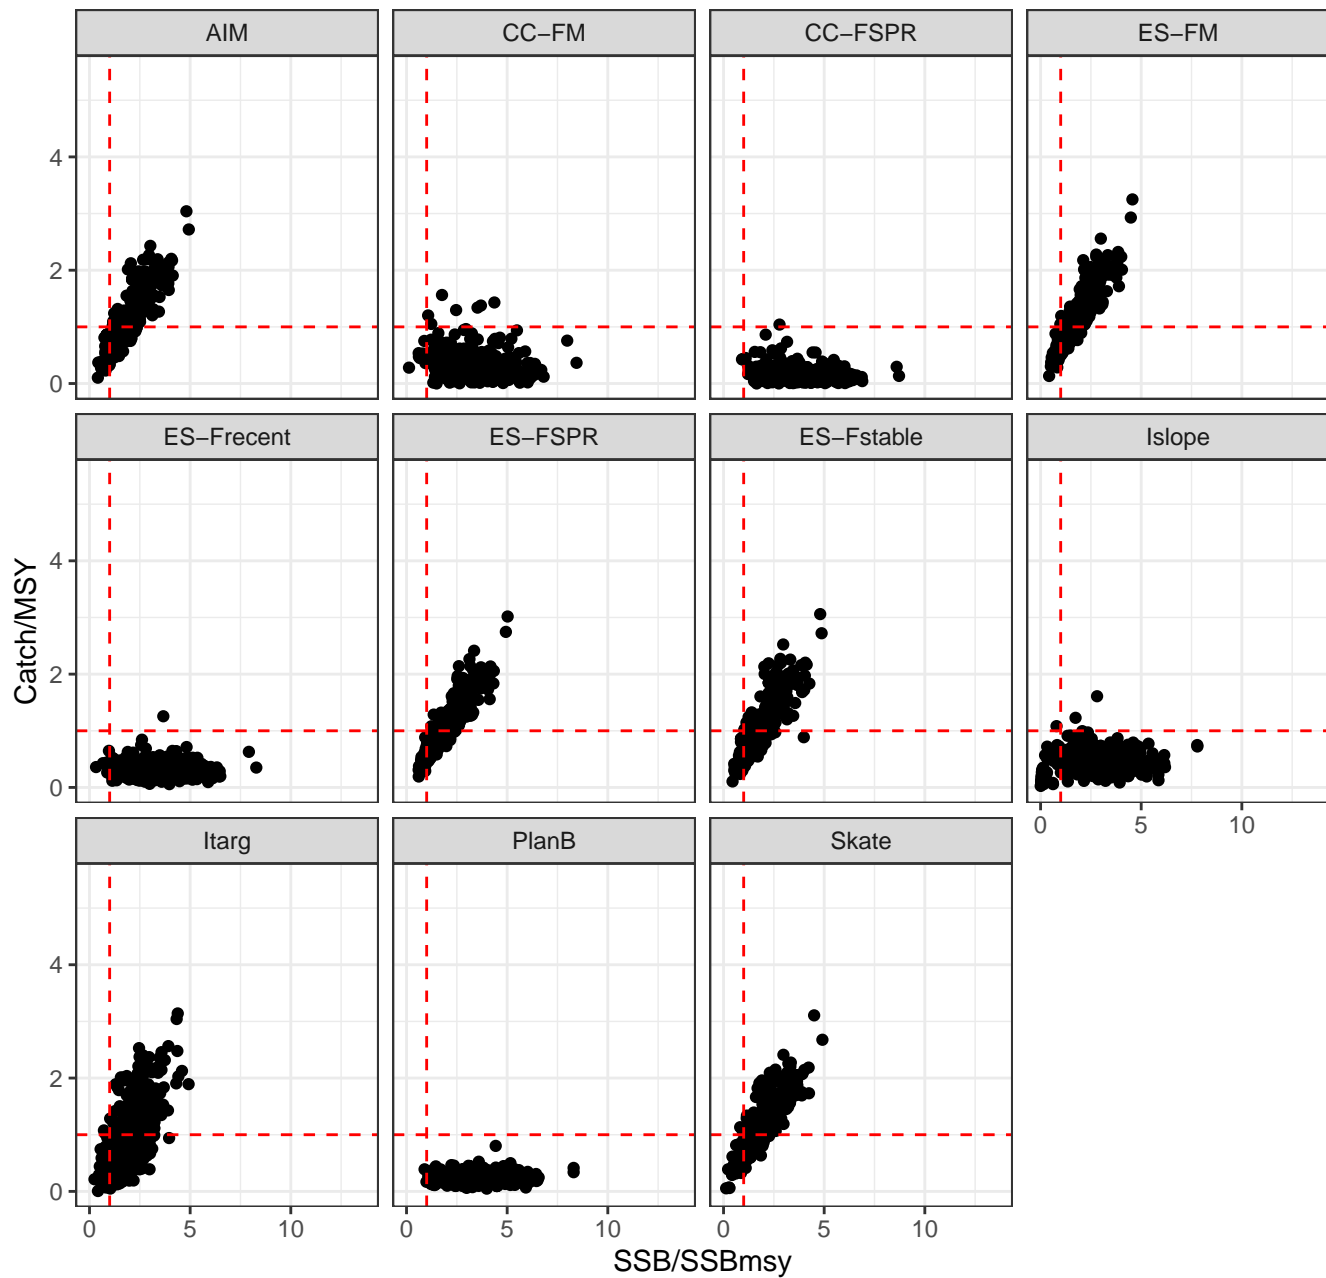 AIM CC−FM CC−FSPR ES−FM
4
2
0
ES−Frecent ES−FSPR ES−Fstable Islope
4
2
0
0 5 10
Itarg PlanB Skate
4
2
0
0 5 10 0 5 10 0 5 10
Catch/MSY
SSB/SSBmsy